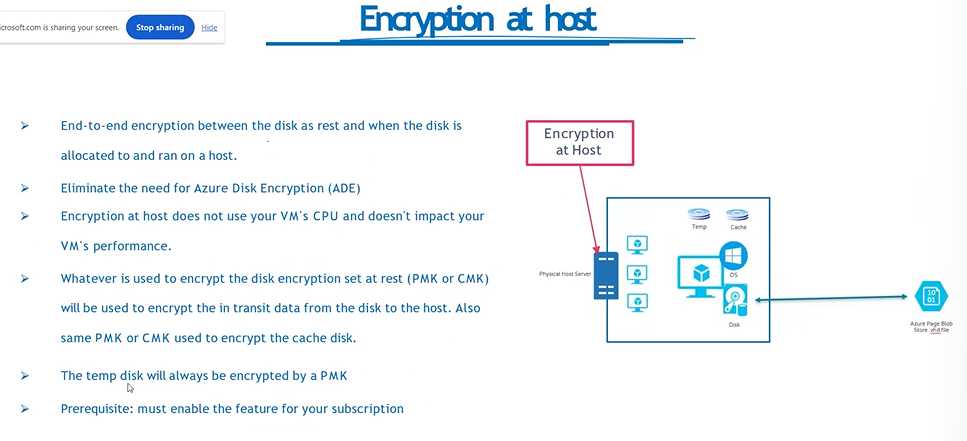 Encryption at host
icrosoft.com is sharing your screen.
Stop sharing
Hide
End-to-end encryption between the disk as rest and when the disk is
allocated to and ran on a host.
Eliminate the need for Azure Disk Encryption (ADE)
Encryption at host does not use your VM's CPU and doesn't impact your
VM's performance.
Whatever is used to encrypt the disk encryption set at rest (PMK or CMK)
will be used to encrypt the in transit data from the disk to the host. Also
same PMK or CMK used to encrypt the cache disk.
The temp disk will always be encrypted by a PMK
Prerequisite: must enable the feature for your subscription
Encryption
at Host
Temp
Cache
Physical Host Server
OS
Disk
10
01
Azure Page Blob
Store .vhd file